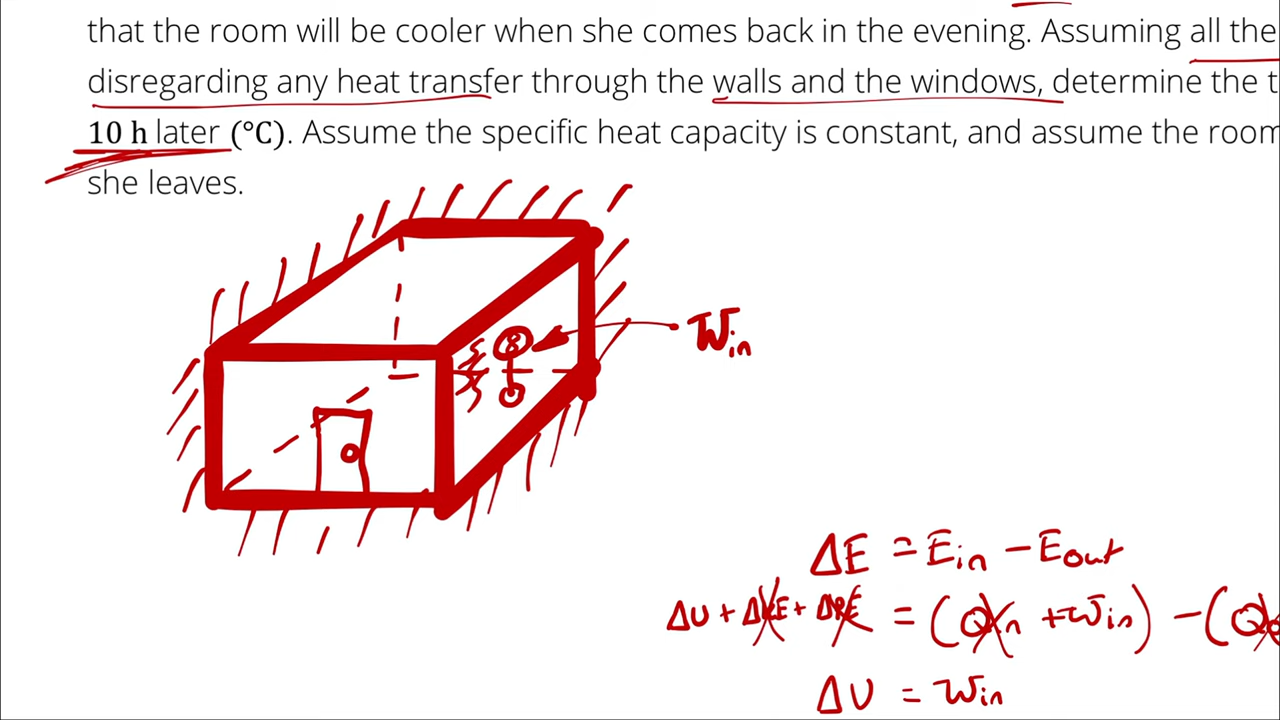 that the room will be cooler when she comes back in the evening. Assuming all the
disregarding any heat transfer through the walls and the windows, determine the t
10 h later (°C). Assume the specific heat capacity is constant, and assume the room
she leaves.
Win
ΔE = Ein - Eout
ΔU + ΔKE + ΔPE = (Qin + Win) - (Q
ΔU = Win